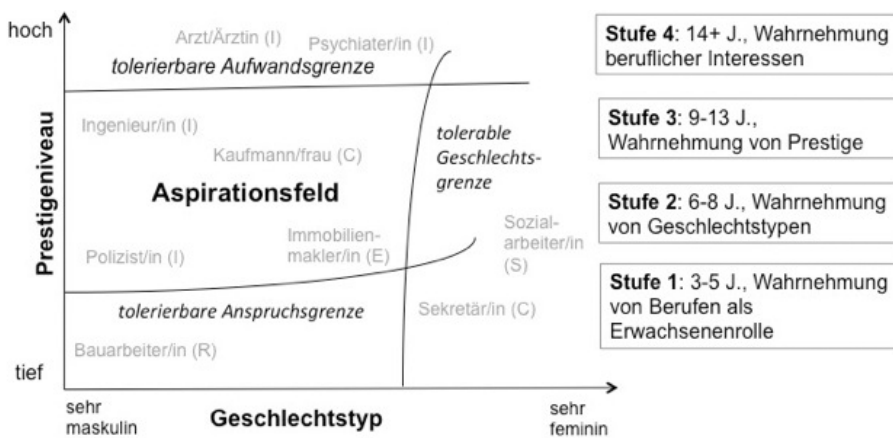 hoch
Arzt/Ärztin (I)
Psychiater/in (I)
tolerierbare Aufwandsgrenze
Ingenieur/in (I)
Kaufmann/frau (C)
tolerable
Geschlechts-
grenze
Prestigeniveau
Aspirationsfeld
Polizist/in (I)
Immobilien-
makler/in (E)
Sozial-
arbeiter/in
(S)
tolerierbare Anspruchsgrenze
Sekretär/in (C)
Bauarbeiter/in (R)
tief
sehr
maskulin
Geschlechtstyp
sehr
feminin
Stufe 4: 14+ J., Wahrnehmung
beruflicher Interessen
Stufe 3: 9-13 J.,
Wahrnehmung von Prestige
Stufe 2: 6-8 J., Wahrnehmung
von Geschlechtstypen
Stufe 1: 3-5 J., Wahrnehmung
von Berufen als
Erwachsenenrolle